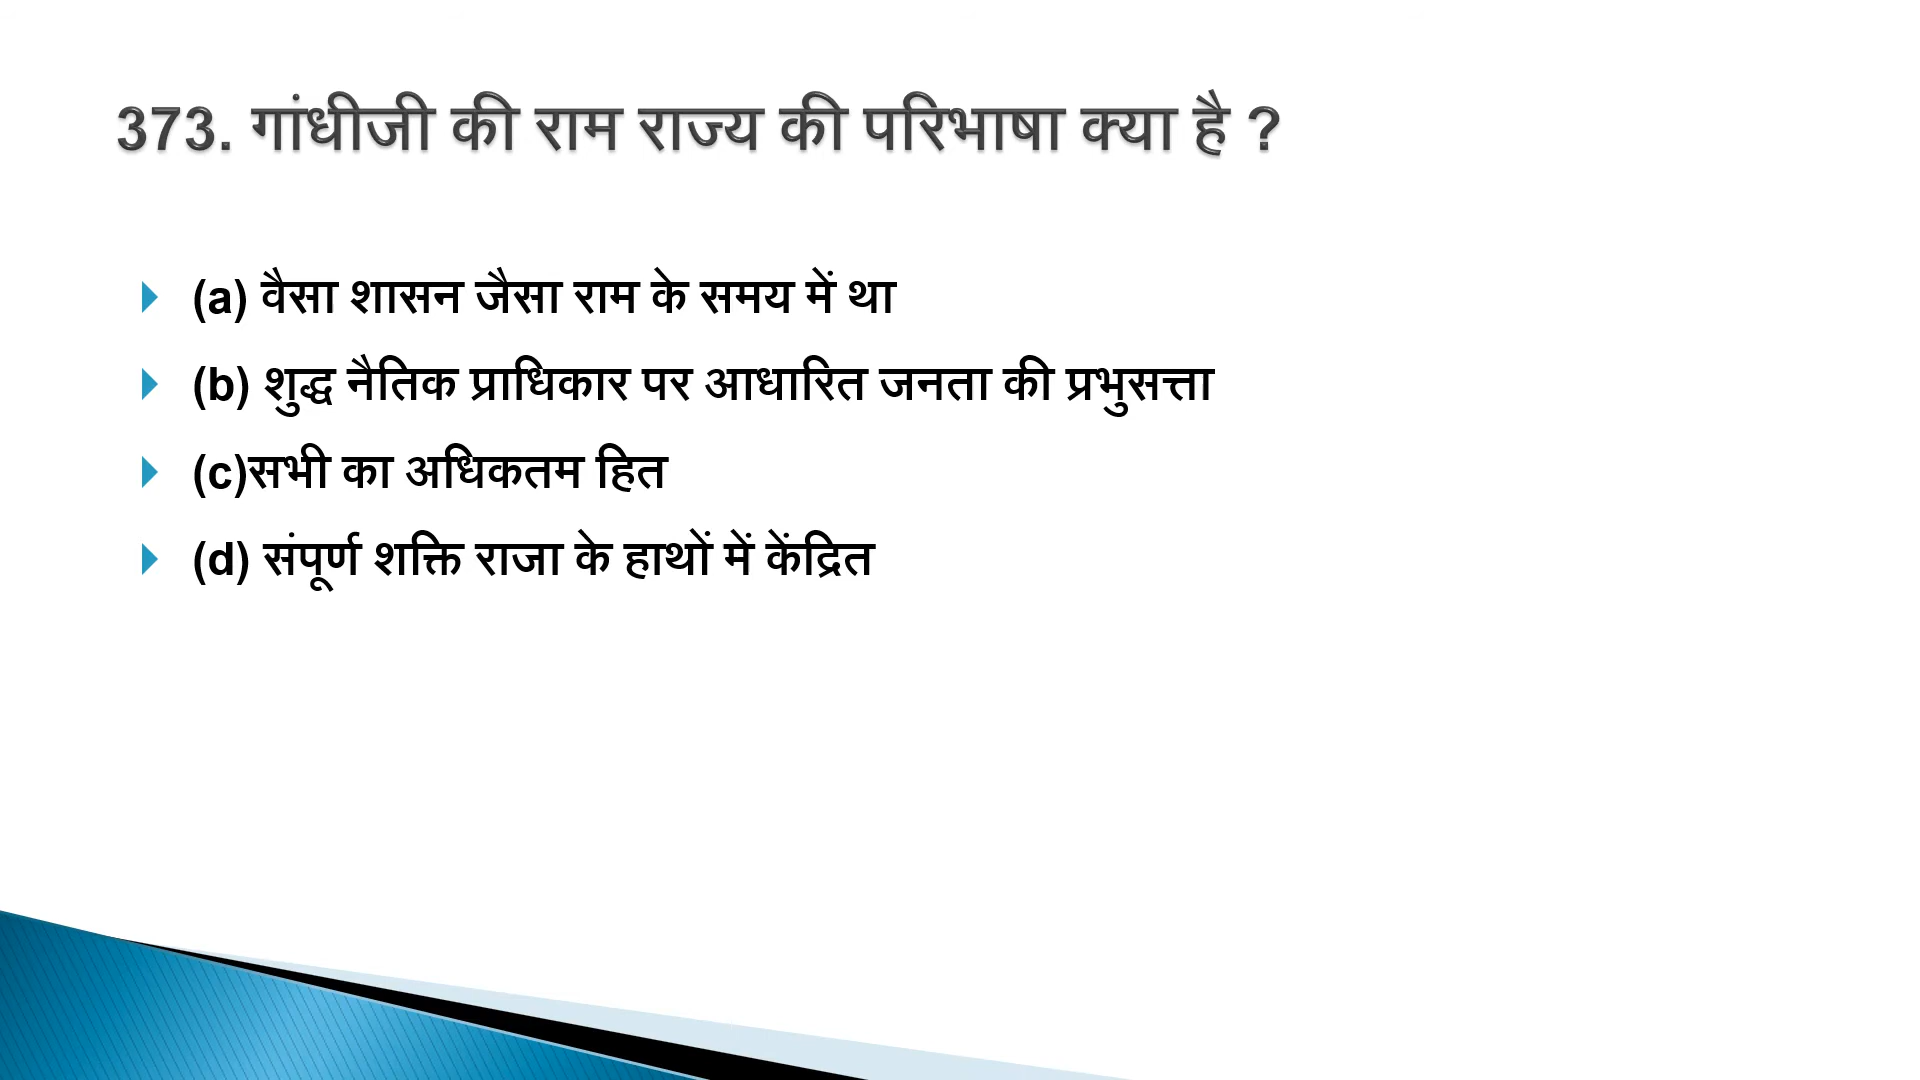 373. गांधीजी की राम राज्य की परिभाषा क्या है ?
(a) वैसा शासन जैसा राम के समय में था
(b) शुद्ध नैतिक प्राधिकार पर आधारित जनता की प्रभुसत्ता
(c)सभी का अधिकतम हित
(d) संपूर्ण शक्ति राजा के हाथों में केंद्रित